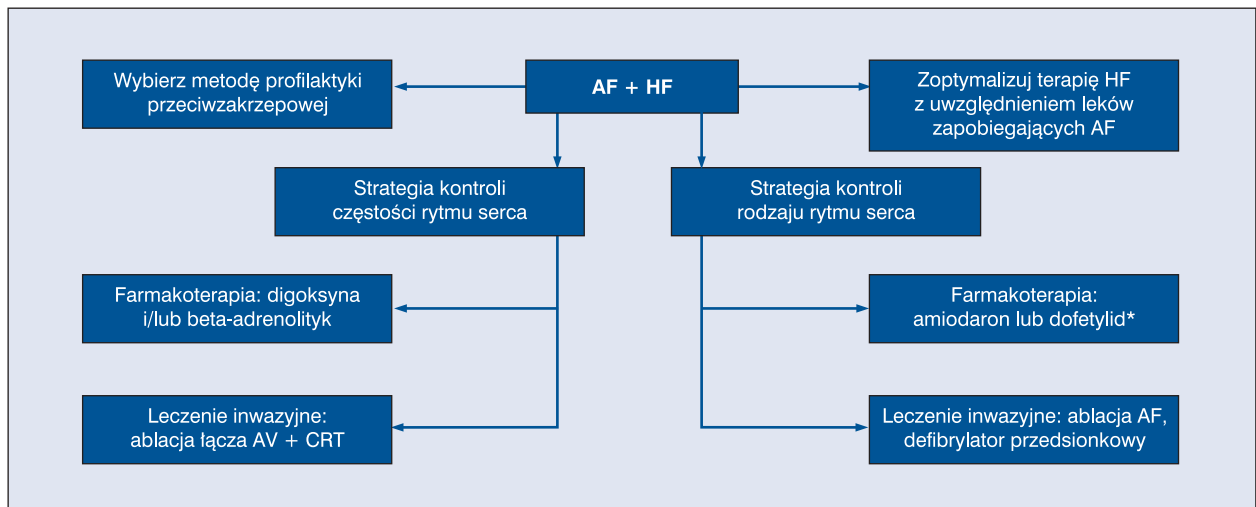 Wybierz metodę profilaktyki
przeciwzakrzepowej
AF + HF
Zoptymalizuj terapię HF
z uwzględnieniem leków
zapobiegających AF
Strategia kontroli
częstości rytmu serca
Strategia kontroli
rodzaju rytmu serca
Farmakoterapia: digoksyna
i/lub beta-adrenolityk
Farmakoterapia:
amiodaron lub dofetylid*
Leczenie inwazyjne:
ablacja łącza AV + CRT
Leczenie inwazyjne: ablacja AF,
defibrylator przedsionkowy